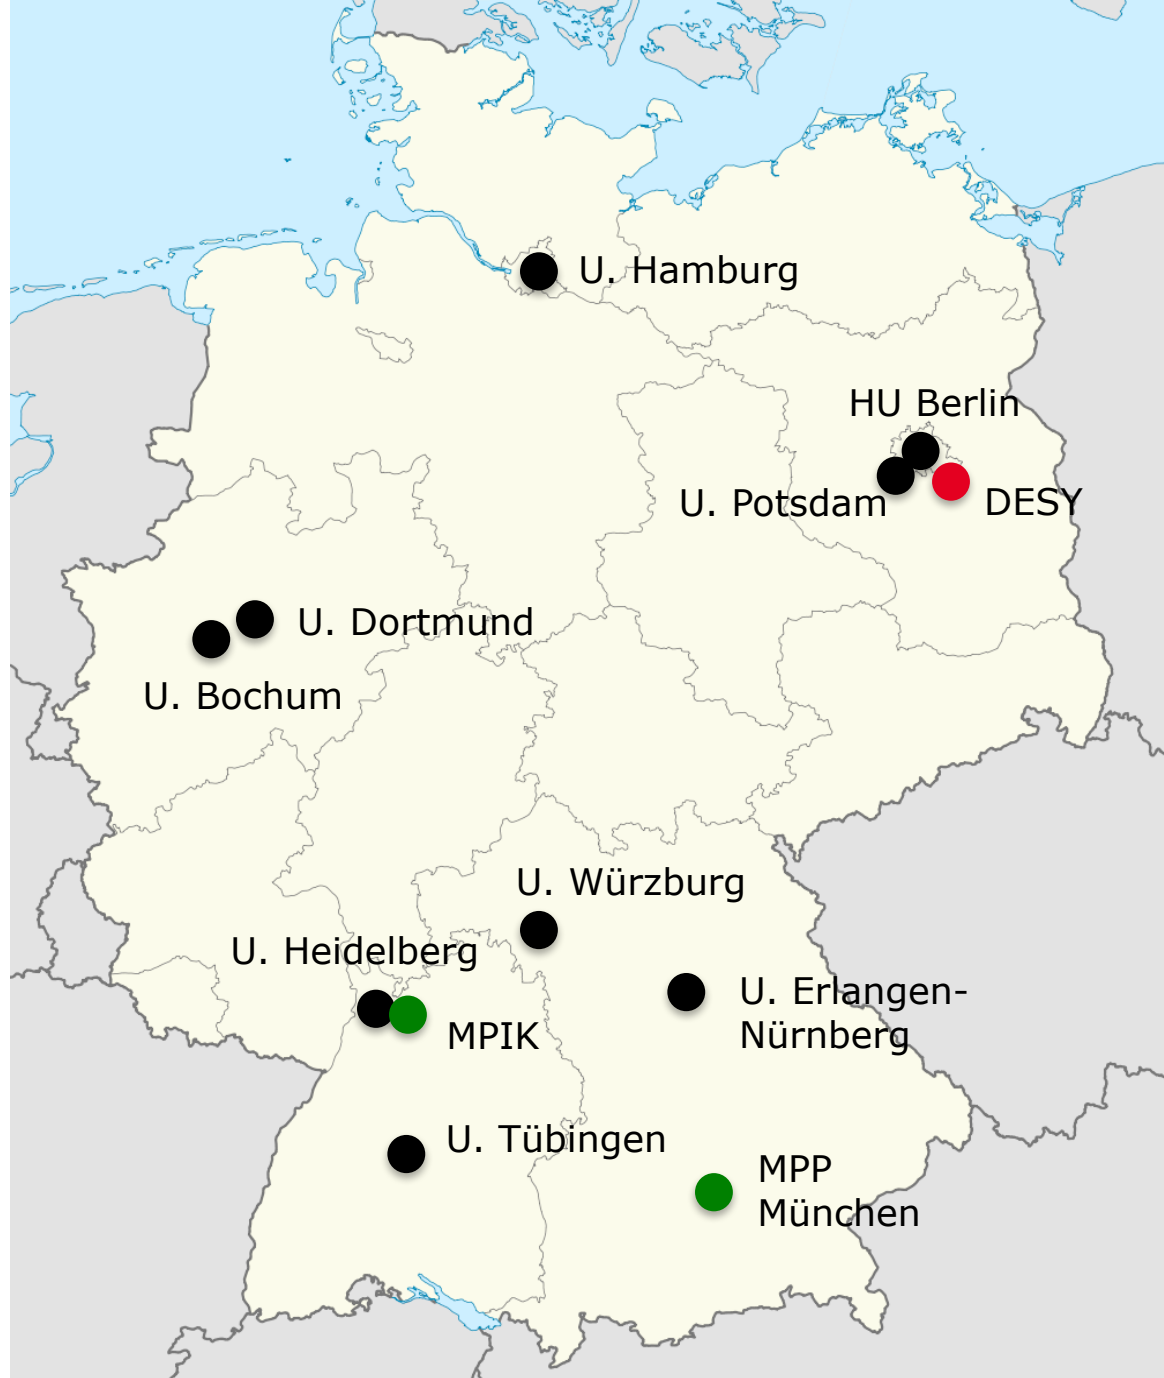 U. Hamburg
HU Berlin
U. Potsdam
DESY
U. Dortmund
U. Bochum
U. Würzburg
U. Heidelberg
U. Erlangen-
Nürnberg
MPIK
U. Tübingen
MPP
München